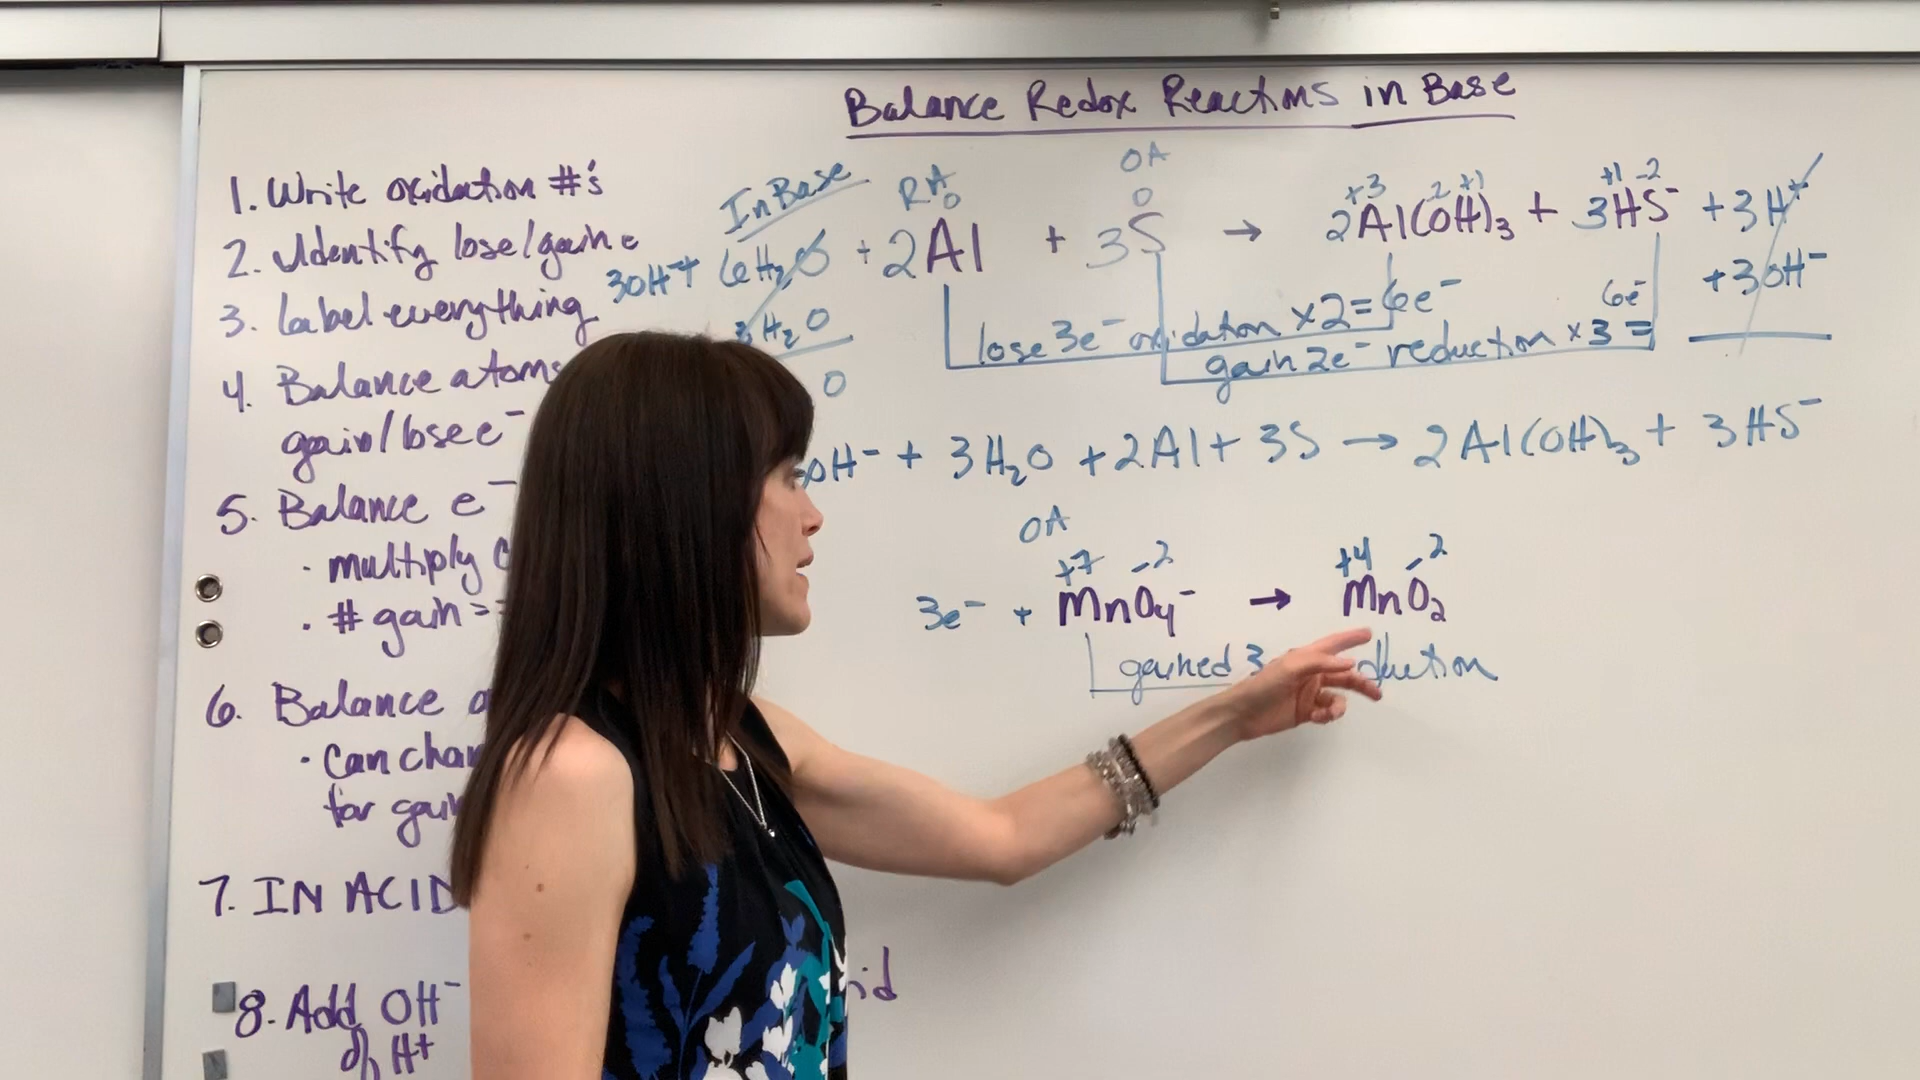 Balance Redox Reactions in Base
1. Write oxidation #'s
2. Identify lose/gain e
3. Label everything
4. Balance atoms
gain/lose e⁻
5. Balance e⁻
· multiply
· # gain =
6. Balance
· Can
for
7. IN ACID
id
8. Add OH⁻
H+
In Base
RA
OA
0
0
+3 -2 +1
+1 -2
3OH⁻ + 6H₂O + 2Al + 3S → 2Al(OH)₃ + 3HS⁻ + 3H⁺
+3OH⁻
3H₂O
O
lose 3e⁻ oxidation ×2 = 6e⁻
6e⁻
gain 2e⁻ reduction ×3 =
OH⁻ + 3H₂O + 2Al + 3S → 2Al(OH)₃ + 3HS⁻
OA
+7 -2
+4 -2
3e⁻ + MnO₄⁻ → MnO₂
gained 3 duction